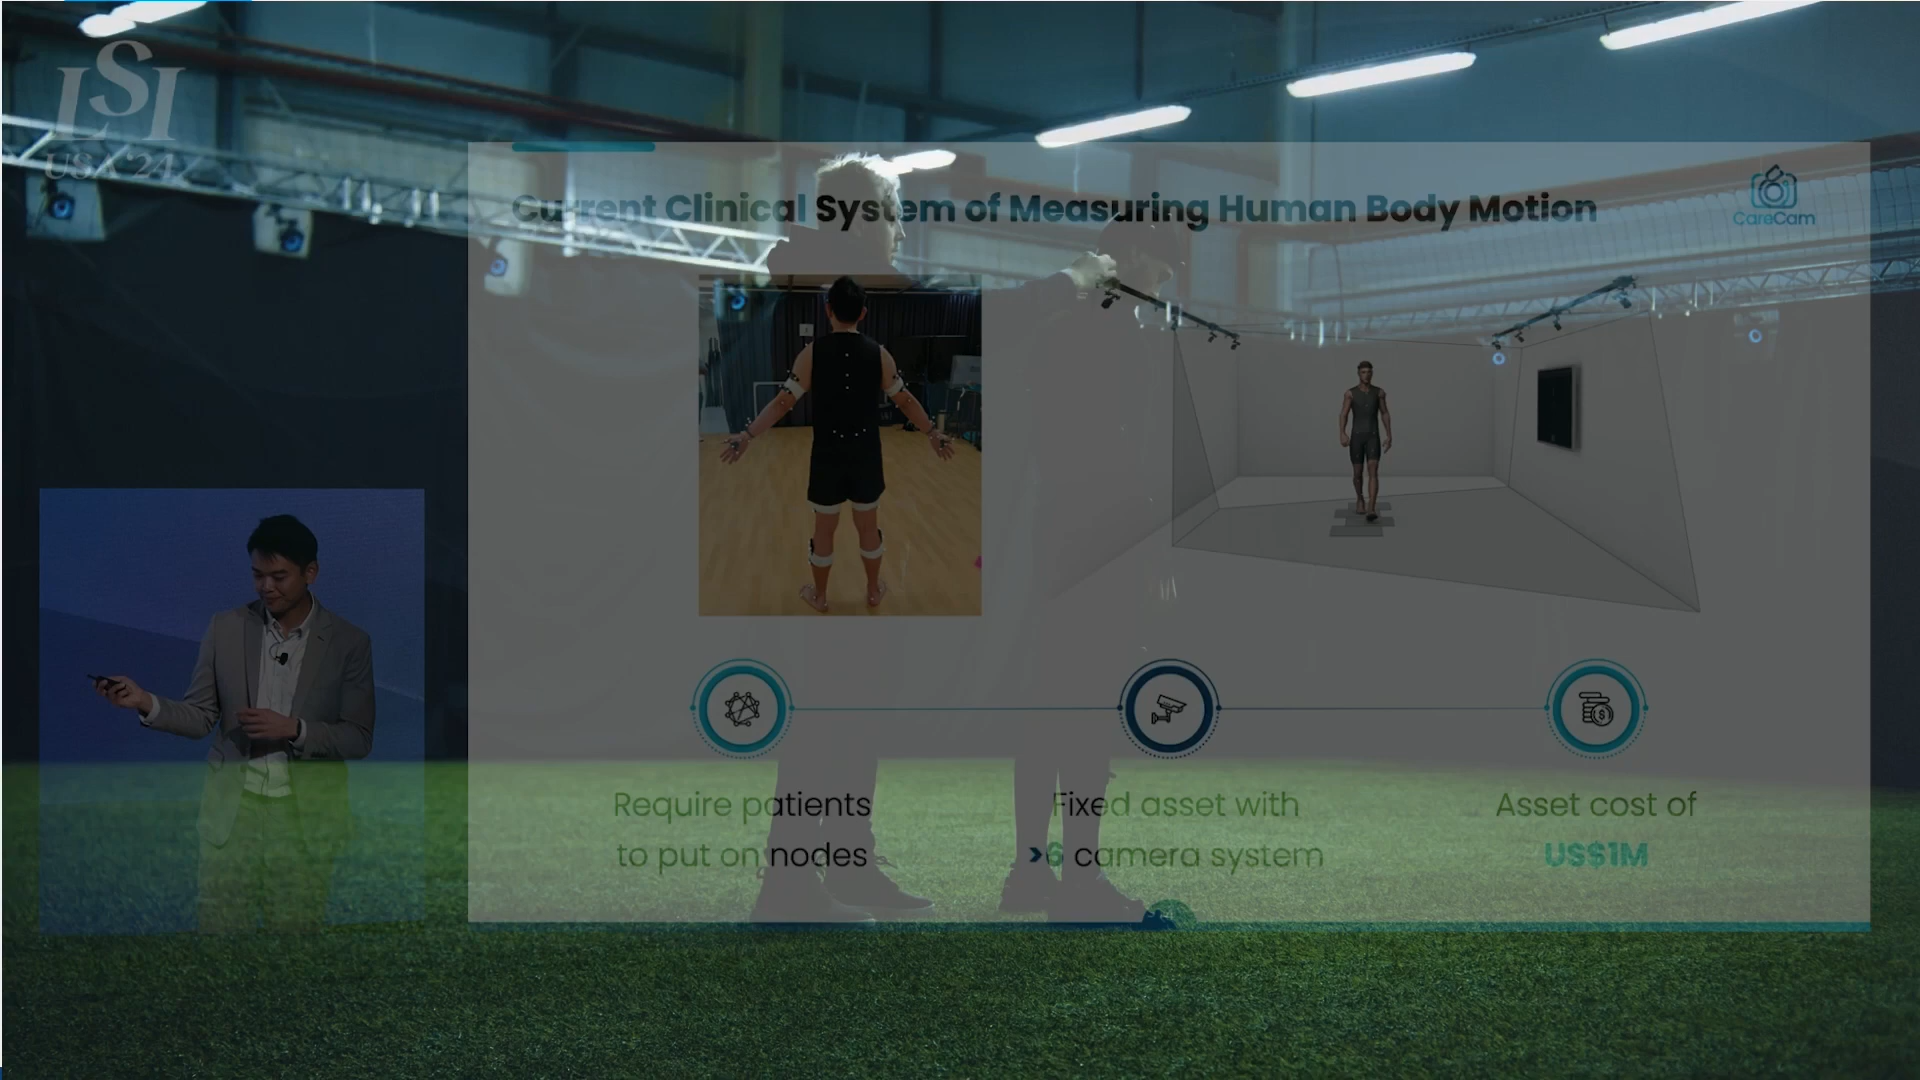 LSI
USA '24
Current Clinical System of Measuring Human Body Motion
CareCam
Require patients
to put on nodes
Fixed asset with
>6 camera system
Asset cost of
US$1M